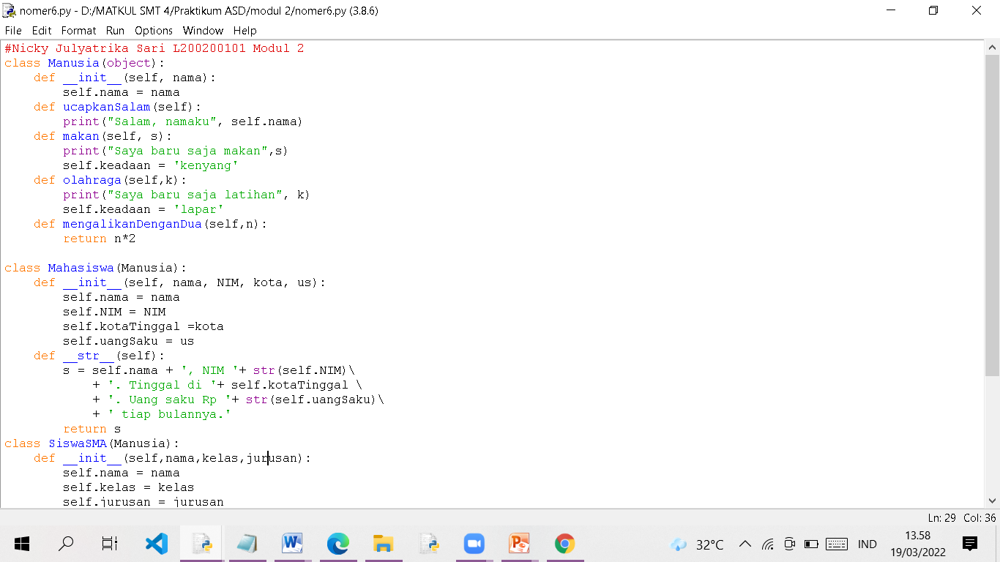 nomer6.py - D:/MATKUL SMT 4/Praktikum ASD/modul 2/nomer6.py (3.8.6)
File Edit Format Run Options Window Help
#Nicky Julyatrika Sari L200200101 Modul 2
class Manusia(object):
    def __init__(self, nama):
        self.nama = nama
    def ucapkanSalam(self):
        print("Salam, namaku", self.nama)
    def makan(self, s):
        print("Saya baru saja makan",s)
        self.keadaan = 'kenyang'
    def olahraga(self,k):
        print("Saya baru saja latihan", k)
        self.keadaan = 'lapar'
    def mengalikanDenganDua(self,n):
        return n*2

class Mahasiswa(Manusia):
    def __init__(self, nama, NIM, kota, us):
        self.nama = nama
        self.NIM = NIM
        self.kotaTinggal =kota
        self.uangSaku = us
    def __str__(self):
        s = self.nama + ', NIM '+ str(self.NIM)\
            + '. Tinggal di '+ self.kotaTinggal \
            + '. Uang saku Rp '+ str(self.uangSaku)\
            + ' tiap bulannya.'
        return s
class SiswaSMA(Manusia):
    def __init__(self,nama,kelas,jurusan):
        self.nama = nama
        self.kelas = kelas
        self.jurusan = jurusan
Ln: 29 Col: 36
32°C
IND
13.58
19/03/2022